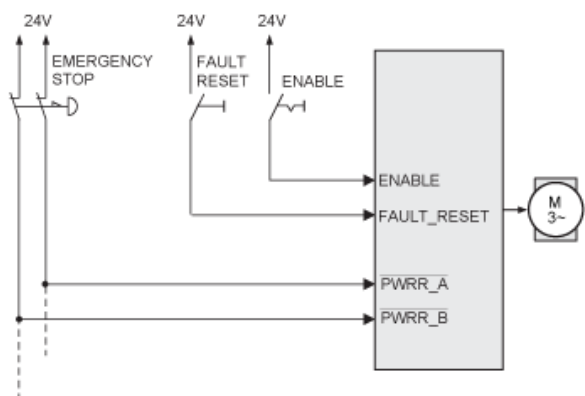 24V 24V 24V
EMERGENCY STOP
FAULT RESET
ENABLE
ENABLE
FAULT_RESET
PWRR_A
PWRR_B
M
3~